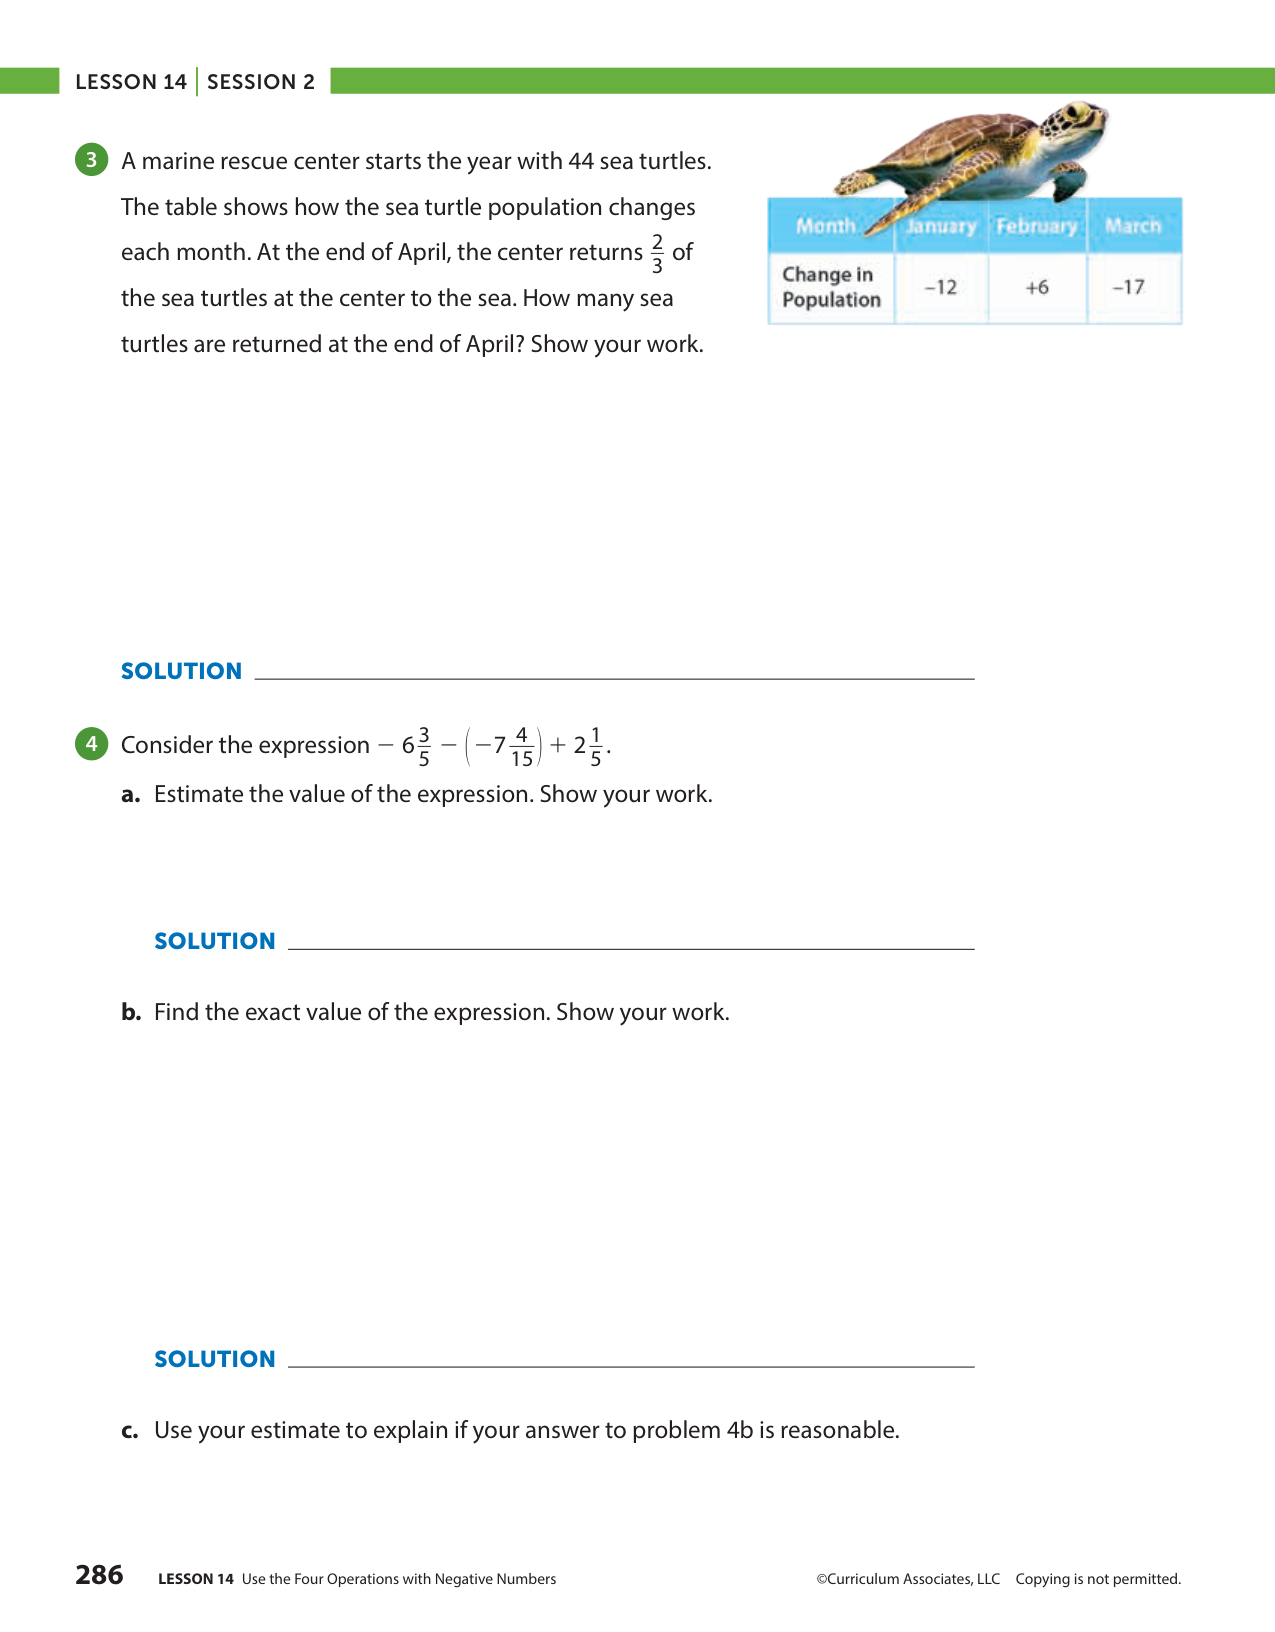 LESSON 14 | SESSION 2
3 A marine rescue center starts the year with 44 sea turtles.
The table shows how the sea turtle population changes
each month. At the end of April, the center returns 2/3 of
the sea turtles at the center to the sea. How many sea
turtles are returned at the end of April? Show your work.
Month January February March
Change in Population −12 +6 −17
SOLUTION
4 Consider the expression − 6 3/5 − (−7 4/15) + 2 1/5.
a. Estimate the value of the expression. Show your work.
SOLUTION
b. Find the exact value of the expression. Show your work.
SOLUTION
c. Use your estimate to explain if your answer to problem 4b is reasonable.
286 LESSON 14 Use the Four Operations with Negative Numbers ©Curriculum Associates, LLC Copying is not permitted.